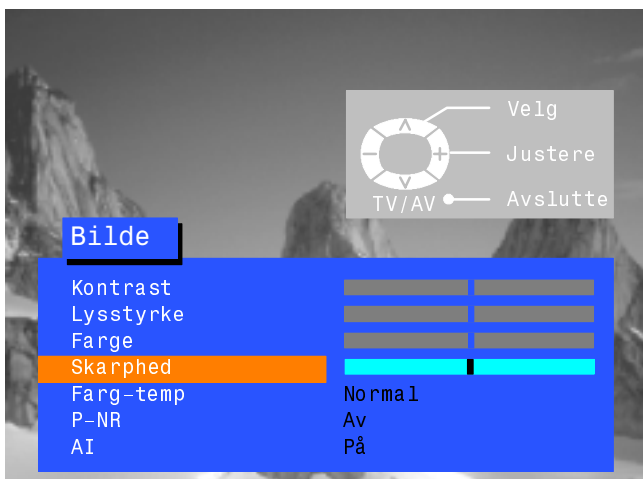 Velg
Justere
TV/AV Avslutte
Bilde
Kontrast
Lysstyrke
Farge
Skarphed
Farg-temp Normal
P-NR Av
AI På